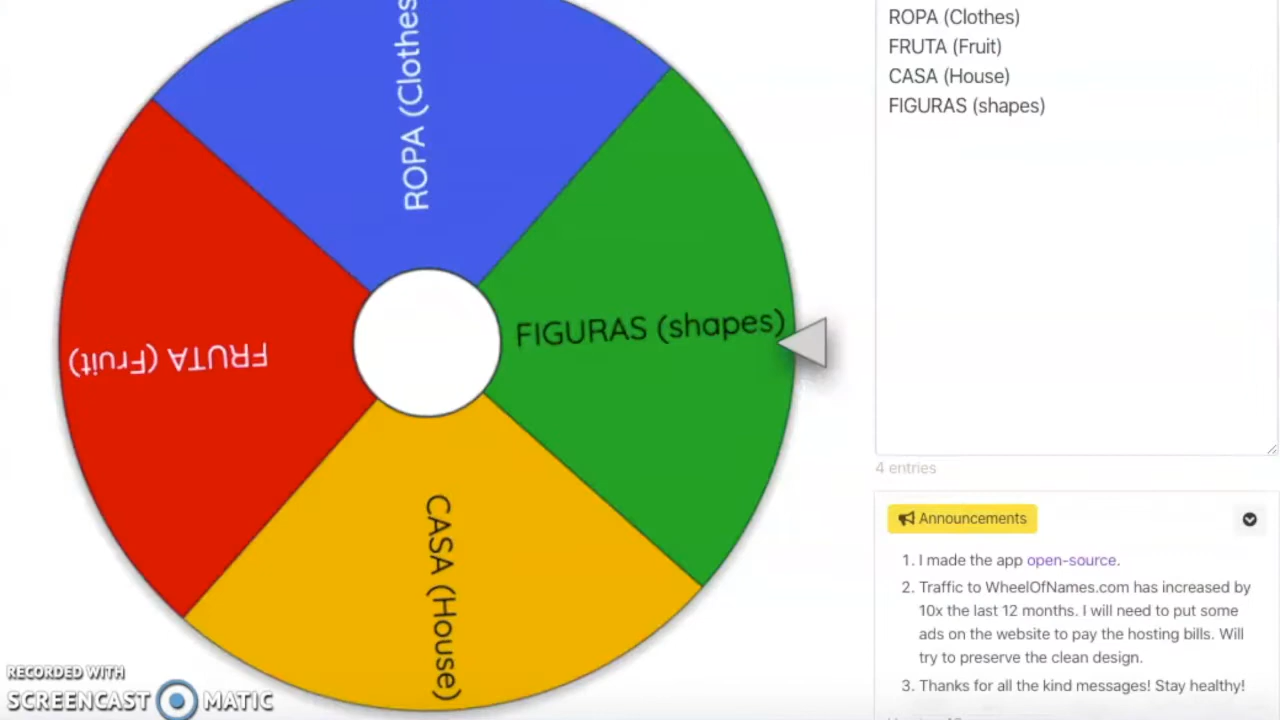 ROPA (Clothes
FRUTA (Fruit)
FIGURAS (shapes)
CASA (House)
ROPA (Clothes)
FRUTA (Fruit)
CASA (House)
FIGURAS (shapes)
4 entries
Announcements
1. I made the app open-source.
2. Traffic to WheelOfNames.com has increased by
10x the last 12 months. I will need to put some
ads on the website to pay the hosting bills. Will
try to preserve the clean design.
3. Thanks for all the kind messages! Stay healthy!
RECORDED WITH
SCREENCAST MATIC